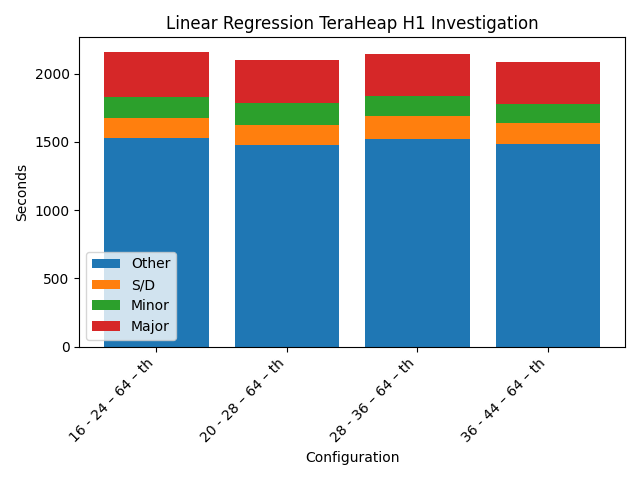 Linear Regression TeraHeap H1 Investigation
Seconds
2000
1500
1000
500
0
Other
S/D
Minor
Major
16 - 24 – 64 – th
20 - 28 – 64 – th
28 - 36 – 64 – th
36 - 44 – 64 – th
Configuration